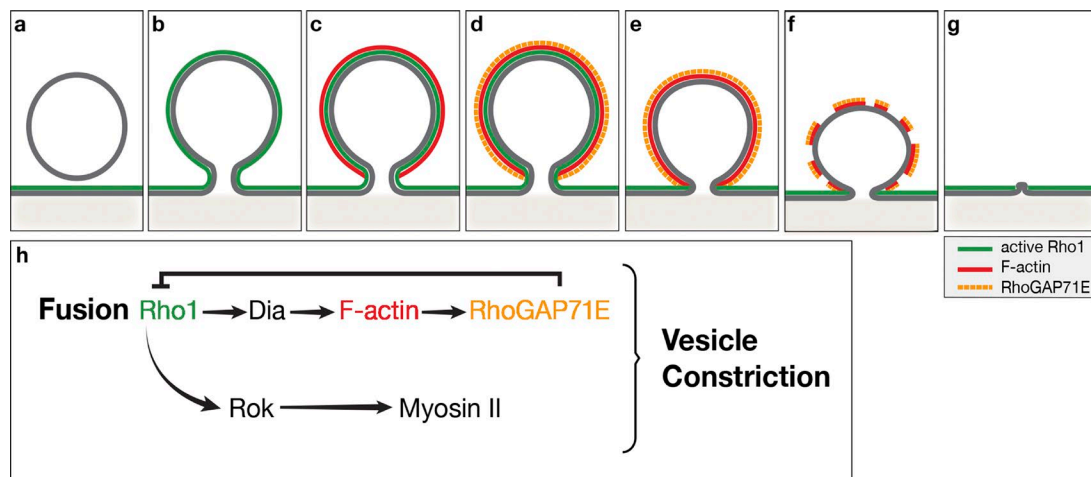 a
b
c
d
e
f
g
active Rho1
F-actin
RhoGAP71E
h
Fusion Rho1 Dia F-actin RhoGAP71E
Vesicle
Constriction
Rok Myosin II